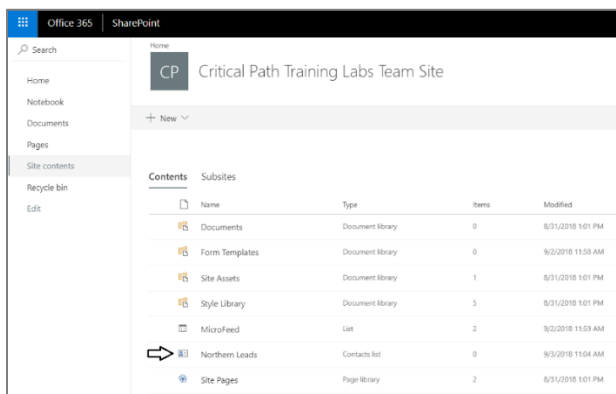 Office 365 SharePoint
Search
Home
Notebook
Documents
Pages
Site contents
Recycle bin
Edit
Home
CP Critical Path Training Labs Team Site
New
Contents Subsites
Name Type Items Modified
Documents Document library 0 8/31/2018 1:01 PM
Form Templates Document library 0 9/2/2018 11:58 AM
Site Assets Document library 1 8/31/2018 1:01 PM
Style Library Document library 5 8/31/2018 1:01 PM
MicroFeed List 2 9/2/2018 11:59 AM
Northern Leads Contacts list 0 9/3/2018 11:04 AM
Site Pages Page library 2 8/31/2018 1:01 PM